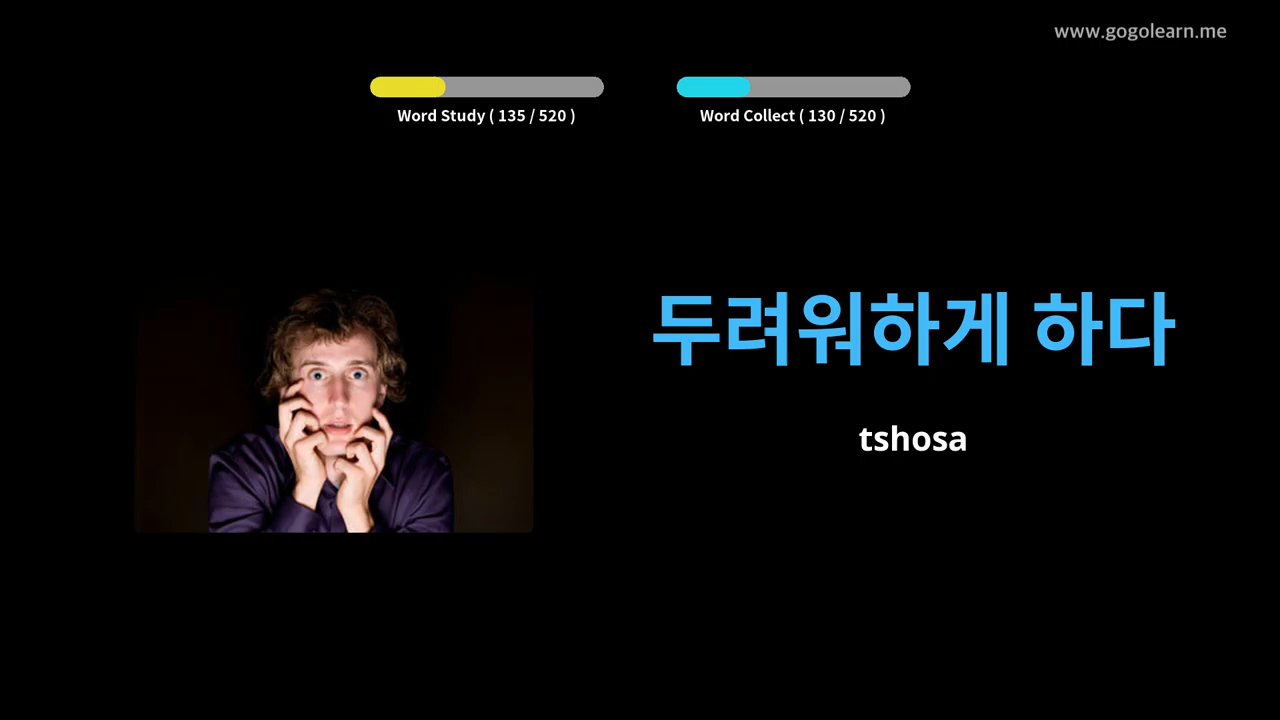 www.gogolearn.me
Word Study ( 135 / 520 )
Word Collect ( 130 / 520 )
두려워하게 하다
tshosa